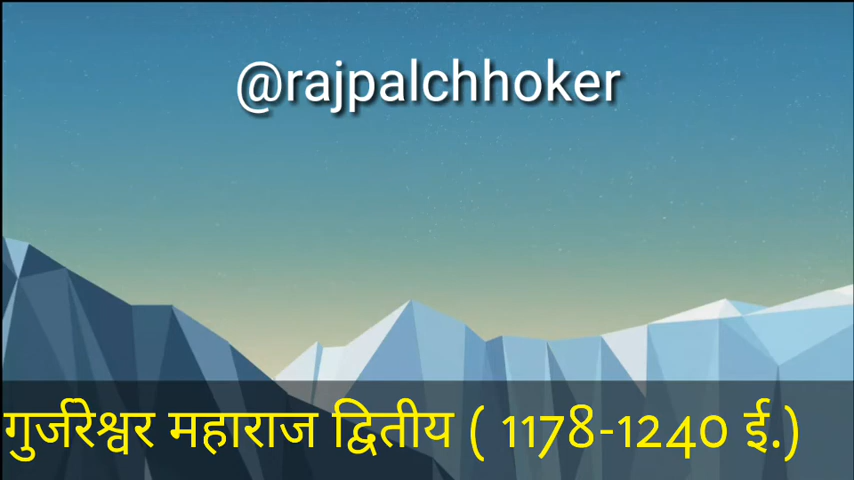 @rajpalchhoker
गुर्जरेश्वर महाराज द्वितीय ( 1178-1240 ई.)